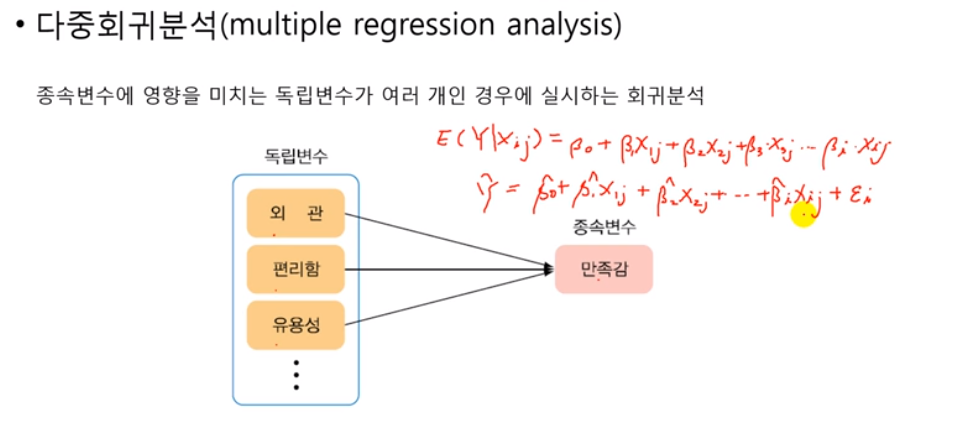 • 다중회귀분석(multiple regression analysis)
종속변수에 영향을 미치는 독립변수가 여러 개인 경우에 실시하는 회귀분석
E(Y|Xij) = β₀ + β₁X₁j + β₂X₂j + β₃·X₃j ... βi·Xij
Ŷ = β̂₀ + β̂₁X₁j + β̂₂X₂j + ... + β̂iXij + εi
독립변수
외 관
편리함
유용성
종속변수
만족감